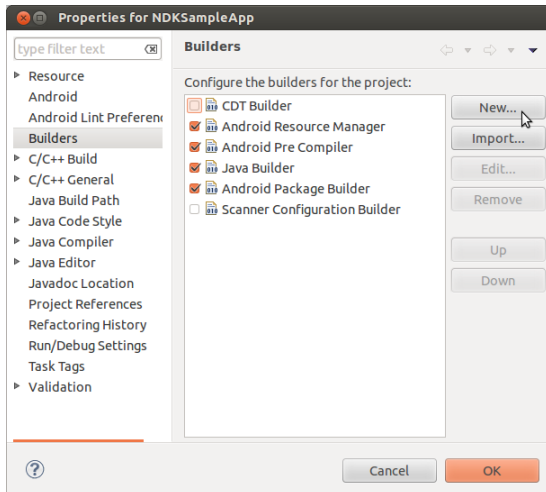 Properties for NDKSampleApp
type filter text
Resource
Android
Android Lint Preferen
Builders
C/C++ Build
C/C++ General
Java Build Path
Java Code Style
Java Compiler
Java Editor
Javadoc Location
Project References
Refactoring History
Run/Debug Settings
Task Tags
Validation
Builders
Configure the builders for the project:
CDT Builder
Android Resource Manager
Android Pre Compiler
Java Builder
Android Package Builder
Scanner Configuration Builder
New...
Import...
Edit...
Remove
Up
Down
Cancel
OK